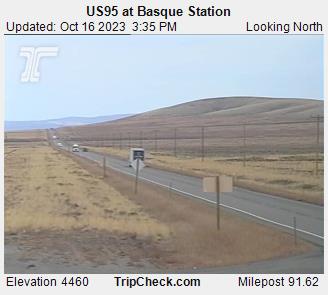 US95 at Basque Station
Updated: Oct 16 2023 3:35 PM Looking North
Elevation 4460 TripCheck.com Milepost 91.62